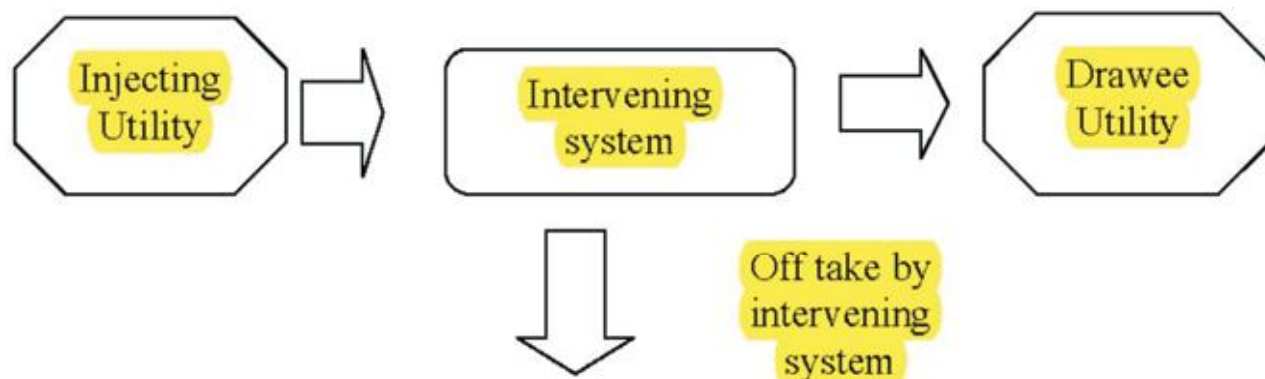 Injecting
Utility
Intervening
system
Drawee
Utility
Off take by
intervening
system